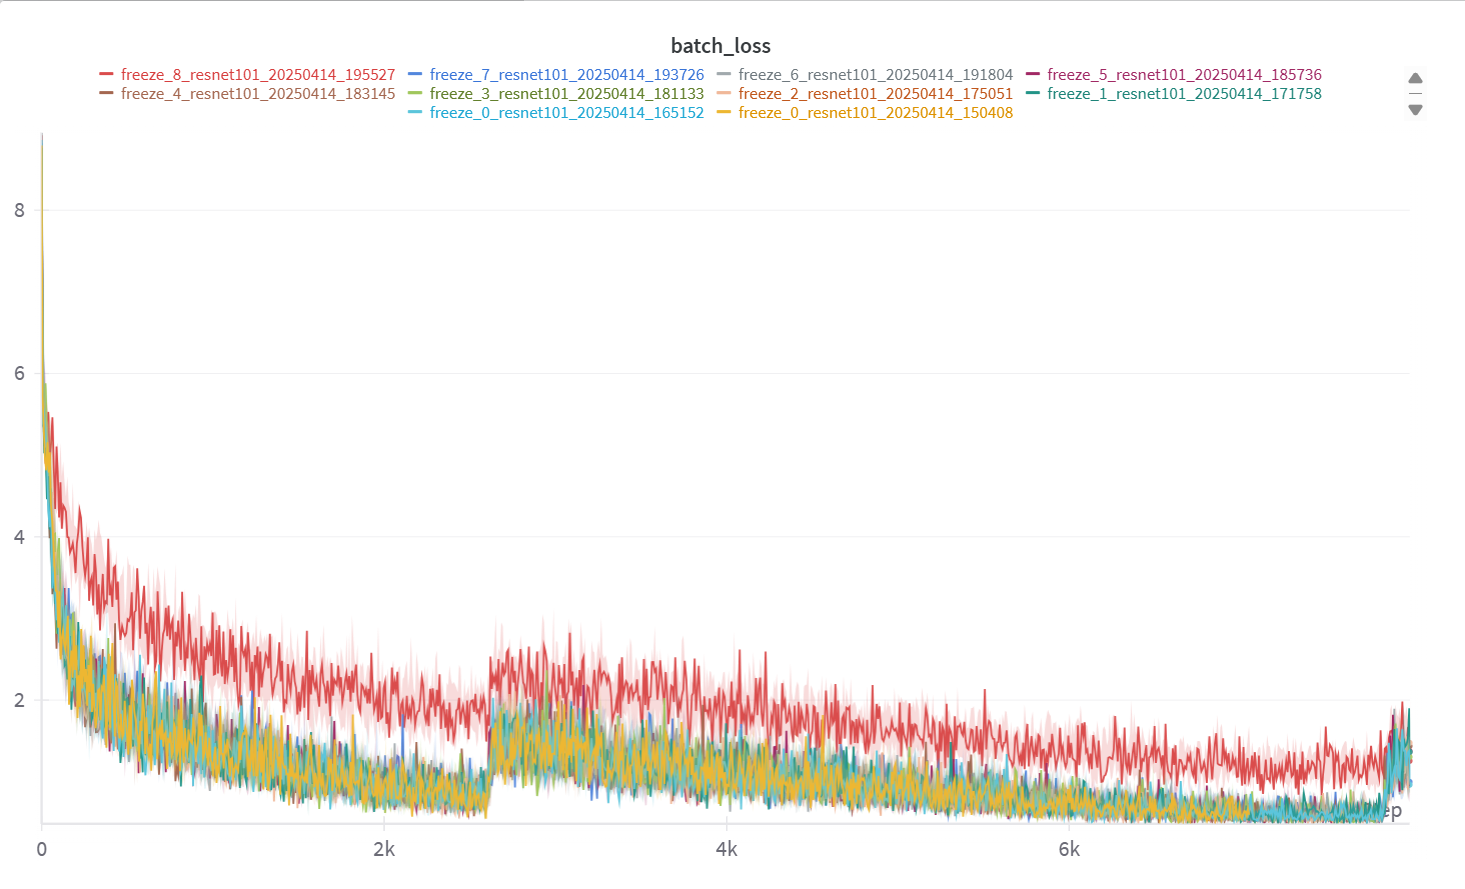 batch_loss
freeze_8_resnet101_20250414_195527 freeze_7_resnet101_20250414_193726 freeze_6_resnet101_20250414_191804 freeze_5_resnet101_20250414_185736
freeze_4_resnet101_20250414_183145 freeze_3_resnet101_20250414_181133 freeze_2_resnet101_20250414_175051 freeze_1_resnet101_20250414_171758
freeze_0_resnet101_20250414_165152 freeze_0_resnet101_20250414_150408
8
6
4
2
ep
0 2k 4k 6k